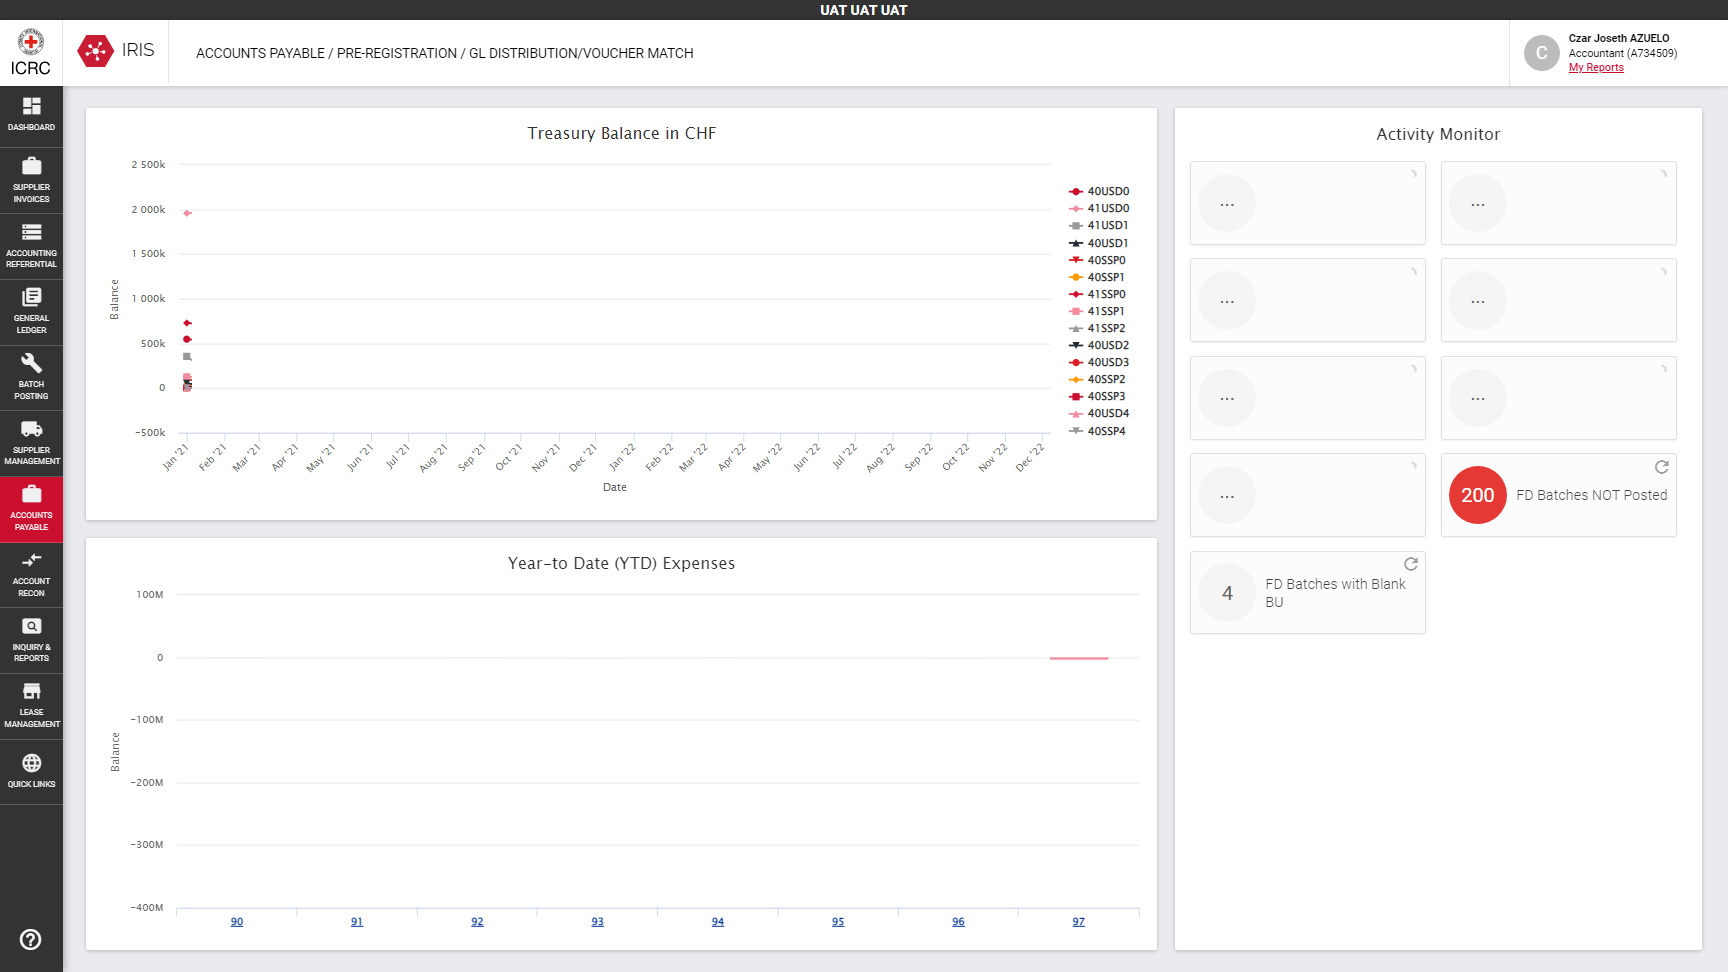 UAT UAT UAT
ICRC
IRIS
ACCOUNTS PAYABLE / PRE-REGISTRATION / GL DISTRIBUTION/VOUCHER MATCH
C
Czar Joseth AZUELO
Accountant (A734509)
My Reports
DASHBOARD
SUPPLIER
INVOICES
ACCOUNTING
REFERENTIAL
GENERAL
LEDGER
BATCH
POSTING
SUPPLIER
MANAGEMENT
ACCOUNTS
PAYABLE
ACCOUNT
RECON
INQUIRY &
REPORTS
LEASE
MANAGEMENT
QUICK LINKS
Treasury Balance in CHF
2 500k
2 000k
1 500k
1 000k
500k
0
-500k
Balance
Jan '21
Feb '21
Mar '21
Apr '21
May '21
Jun '21
Jul '21
Aug '21
Sep '21
Oct '21
Nov '21
Dec '21
Jan '22
Feb '22
Mar '22
Apr '22
May '22
Jun '22
Jul '22
Aug '22
Sep '22
Oct '22
Nov '22
Dec '22
Date
40USD0
41USD0
41USD1
40USD1
40SSP0
40SSP1
41SSP0
41SSP1
41SSP2
40USD2
40USD3
40SSP2
40SSP3
40USD4
40SSP4
Year-to Date (YTD) Expenses
100M
0
-100M
-200M
-300M
-400M
Balance
90
91
92
93
94
95
96
97
Activity Monitor
...
...
...
...
...
...
...
200
FD Batches NOT Posted
4
FD Batches with Blank
BU